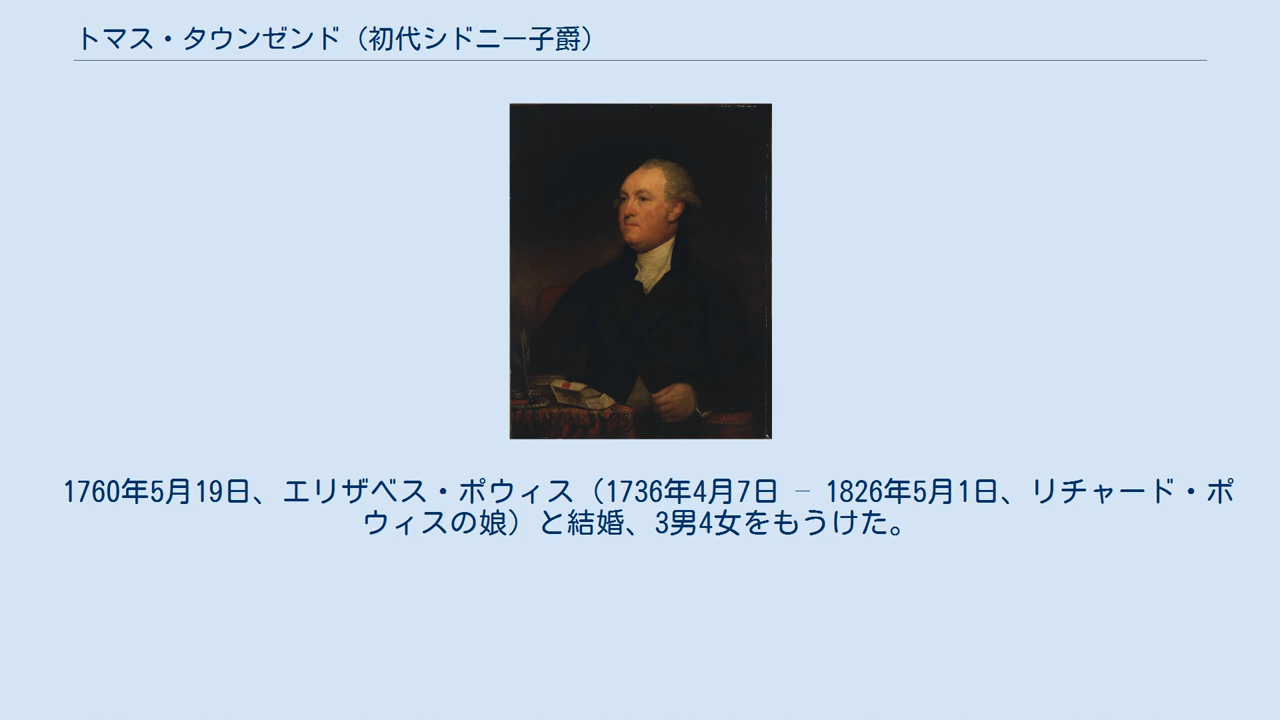 トマス・タウンゼンド（初代シドニー子爵）
1760年5月19日、エリザベス・ポウィス（1736年4月7日 – 1826年5月1日、リチャード・ポ
ウィスの娘）と結婚、3男4女をもうけた。